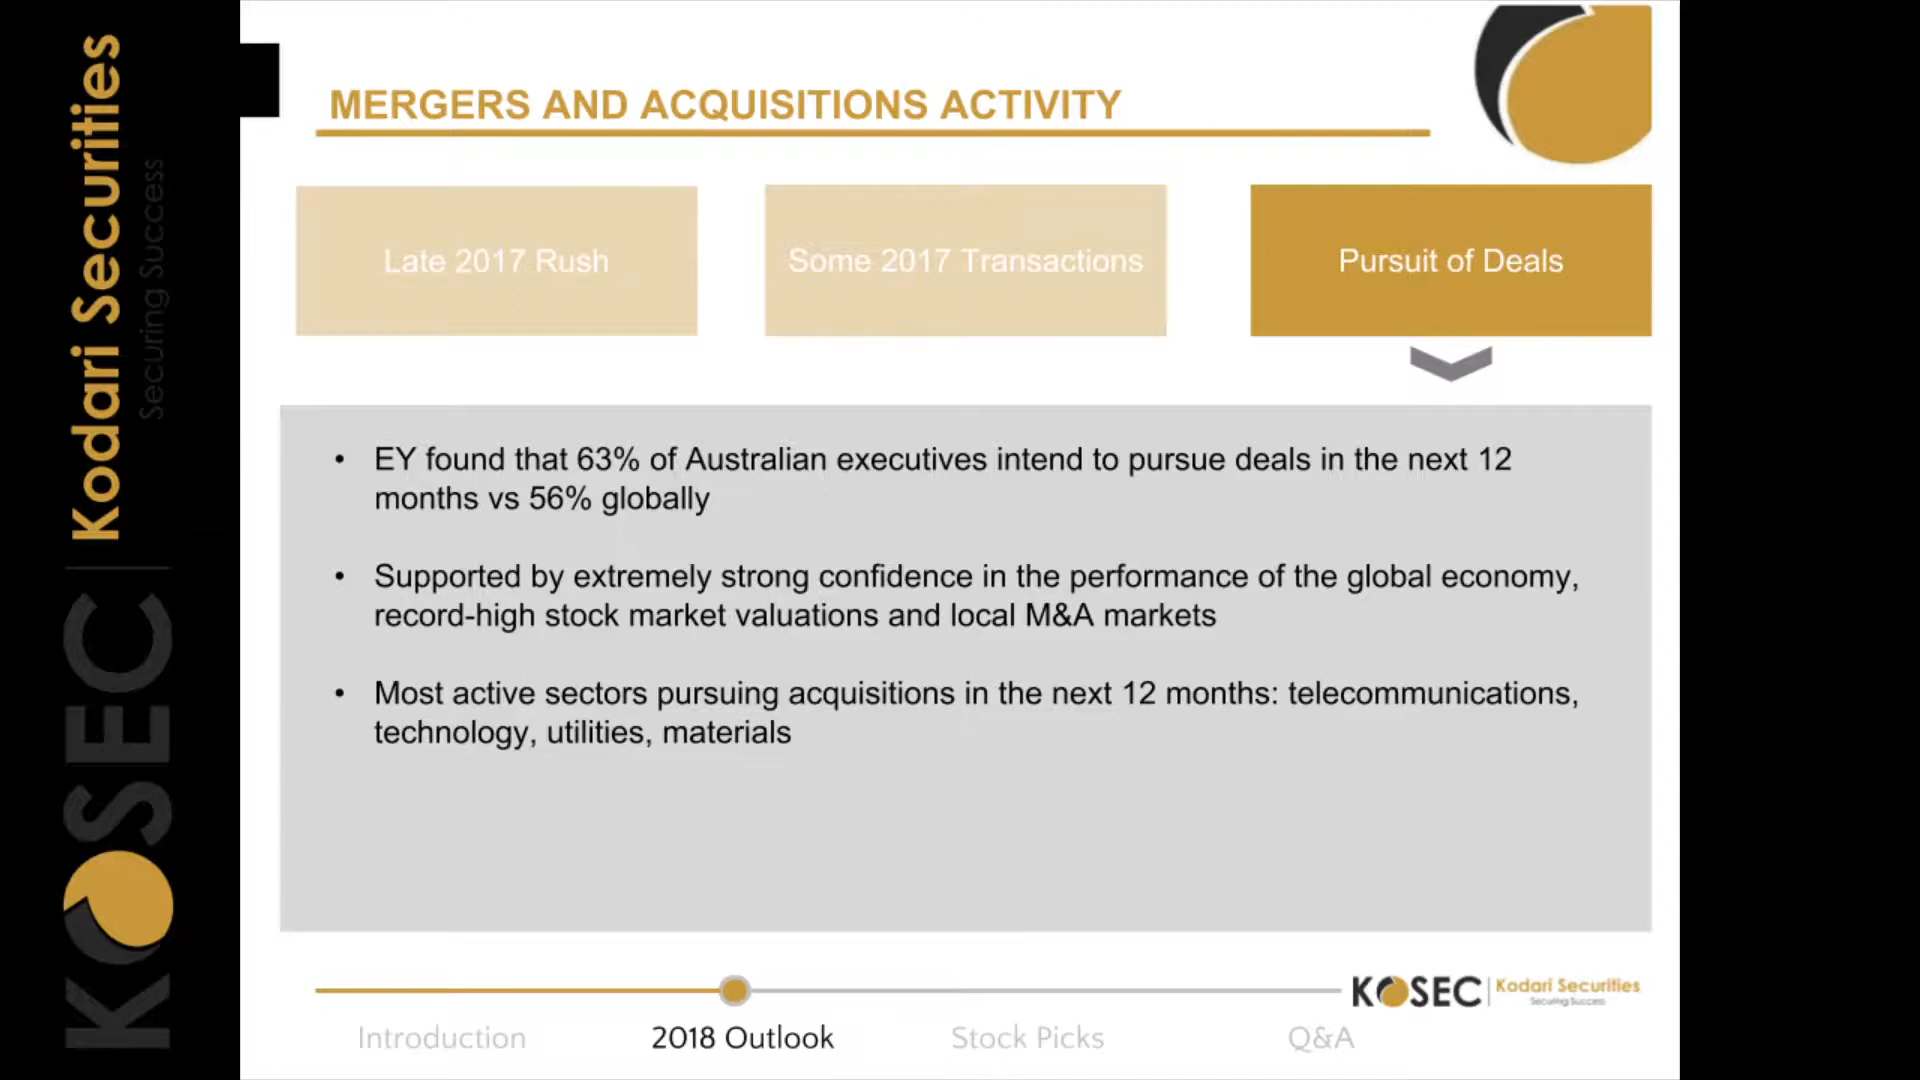 KOSEC | Kodari Securities
Securing Success
MERGERS AND ACQUISITIONS ACTIVITY
Late 2017 Rush
Some 2017 Transactions
Pursuit of Deals
• EY found that 63% of Australian executives intend to pursue deals in the next 12
months vs 56% globally
• Supported by extremely strong confidence in the performance of the global economy,
record-high stock market valuations and local M&A markets
• Most active sectors pursuing acquisitions in the next 12 months: telecommunications,
technology, utilities, materials
KOSEC | Kodari Securities
Securing Success
Introduction
2018 Outlook
Stock Picks
Q&A